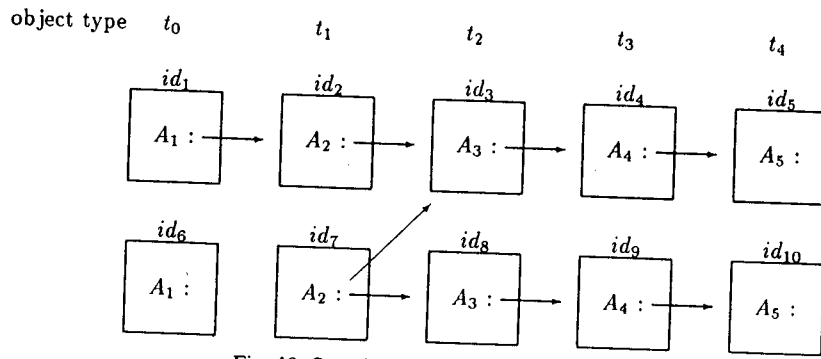 object type t₀ t₁ t₂ t₃ t₄
id₁ id₂ id₃ id₄ id₅
A₁ : A₂ : A₃ : A₄ : A₅ :
id₆ id₇ id₈ id₉ id₁₀
A₁ : A₂ : A₃ : A₄ : A₅ :